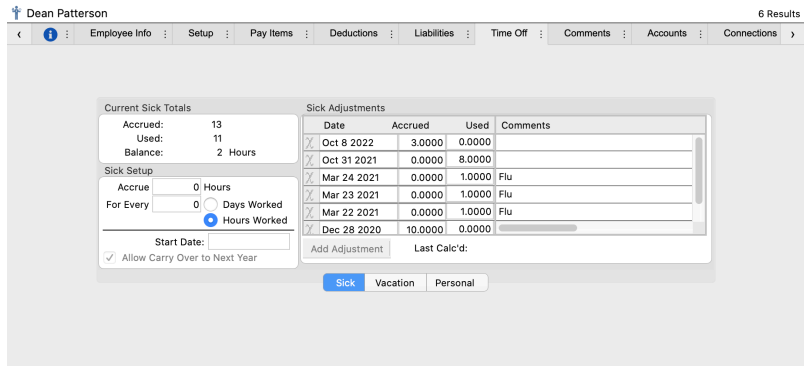 Dean Patterson
6 Results
Employee Info
Setup
Pay Items
Deductions
Liabilities
Time Off
Comments
Accounts
Connections
Current Sick Totals
Accrued: 13
Used: 11
Balance: 2 Hours
Sick Setup
Accrue 0 Hours
For Every 0 Days Worked
Hours Worked
Start Date:
Allow Carry Over to Next Year
Sick Adjustments
Date Accrued Used Comments
Oct 8 2022 3.0000 0.0000
Oct 31 2021 0.0000 8.0000
Mar 24 2021 0.0000 1.0000 Flu
Mar 23 2021 0.0000 1.0000 Flu
Mar 22 2021 0.0000 1.0000 Flu
Dec 28 2020 10.0000 0.0000
Add Adjustment Last Calc'd:
Sick Vacation Personal